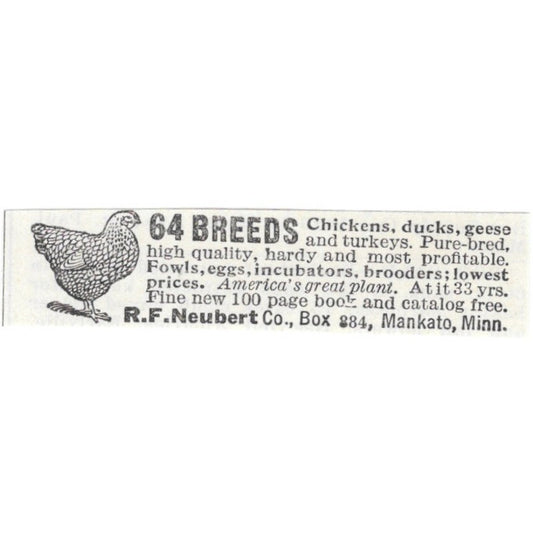 64 BREEDS Chickens, ducks, geese
and turkeys. Pure-bred,
high quality, hardy and most profitable.
Fowls, eggs, incubators, brooders; lowest
prices. America's great plant. At it 33 yrs.
Fine new 100 page book and catalog free.
R.F. Neubert Co., Box 884, Mankato, Minn.